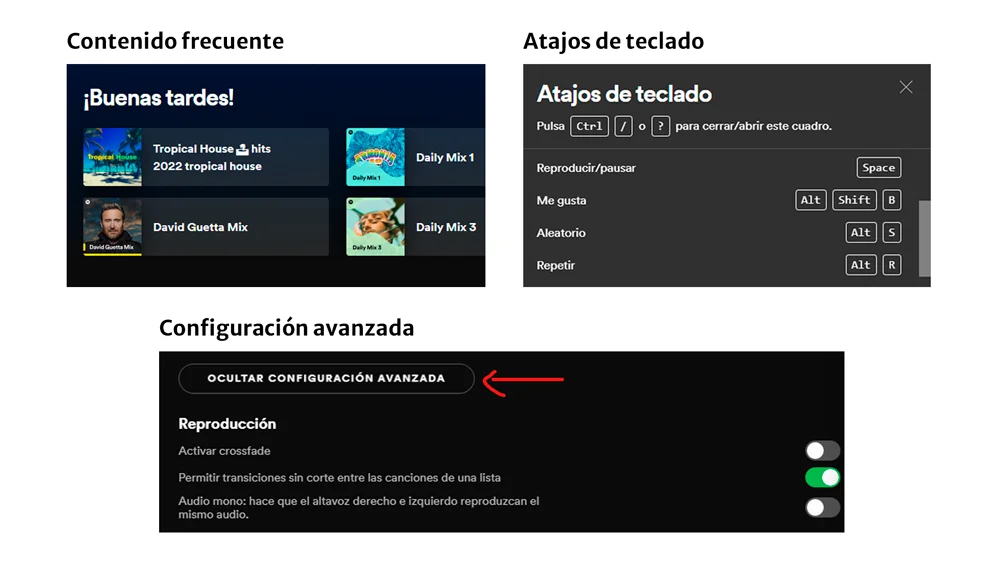 Contenido frecuente
¡Buenas tardes!
Tropical House hits
2022 tropical house
Tropical House
Daily Mix 1
Daily Mix 1
David Guetta Mix
David Guetta Mix
Daily Mix 3
Daily Mix 3
Atajos de teclado
Atajos de teclado
Pulsa Ctrl / o ? para cerrar/abrir este cuadro.
Reproducir/pausar Space
Me gusta Alt Shift B
Aleatorio Alt S
Repetir Alt R
Configuración avanzada
OCULTAR CONFIGURACIÓN AVANZADA
Reproducción
Activar crossfade
Permitir transiciones sin corte entre las canciones de una lista
Audio mono: hace que el altavoz derecho e izquierdo reproduzcan el
mismo audio.